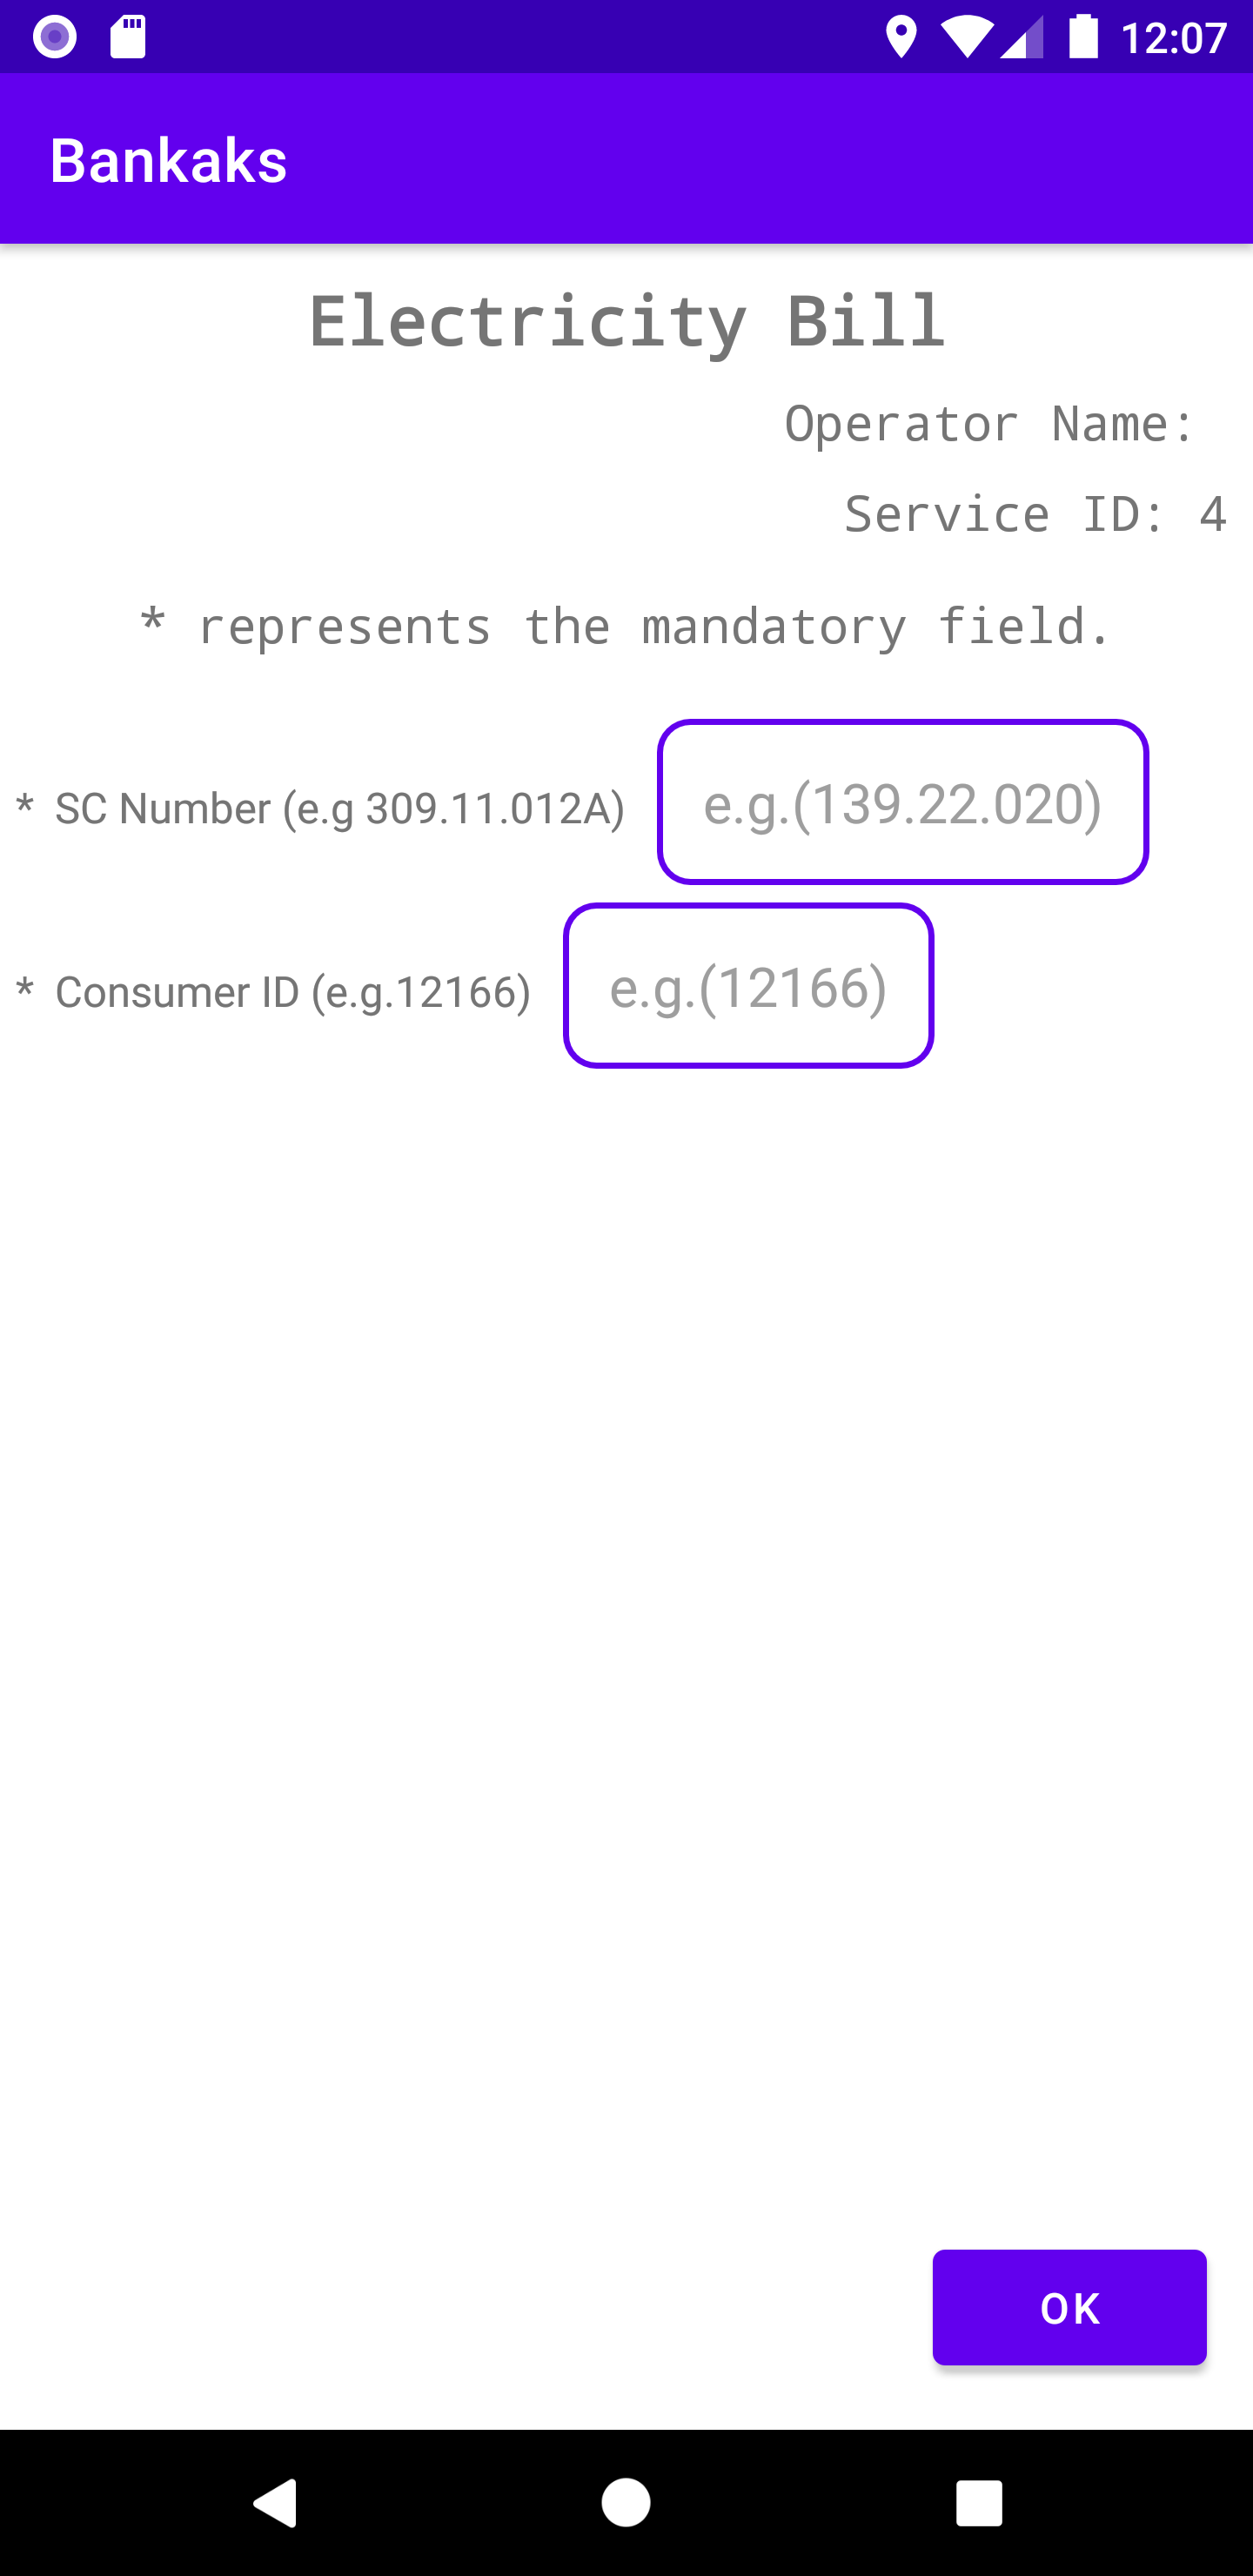 12:07
Bankaks
Electricity Bill
Operator Name:
Service ID: 4
* represents the mandatory field.
* SC Number (e.g 309.11.012A) e.g.(139.22.020)
* Consumer ID (e.g.12166) e.g.(12166)
OK